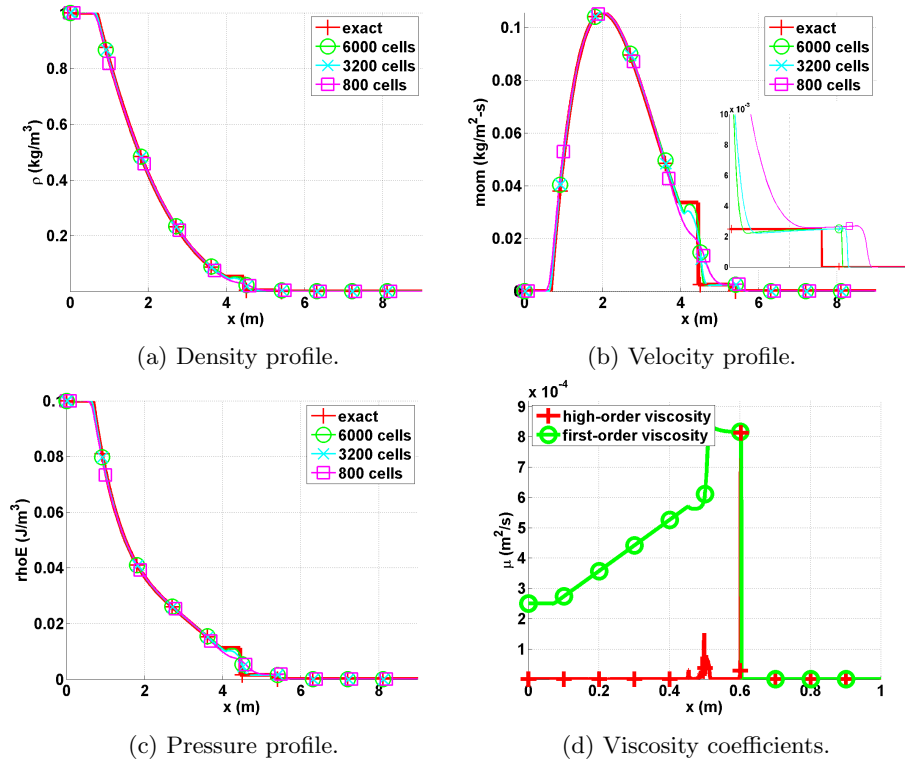 exact
6000 cells
3200 cells
800 cells
1
0.8
0.6
0.4
0.2
ρ (kg/m³)
0 2 4 6 8
x (m)
(a) Density profile.
exact
6000 cells
3200 cells
800 cells
0.1
0.08
0.06
0.04
0.02
0
mom (kg/m²-s)
x 10⁻³
10
8
6
4
2
0
0 2 4 6 8
x (m)
(b) Velocity profile.
exact
6000 cells
3200 cells
800 cells
0.1
0.08
0.06
0.04
0.02
0
rhoE (J/m³)
0 2 4 6 8
x (m)
(c) Pressure profile.
x 10⁻⁴
high-order viscosity
first-order viscosity
9
8
7
6
5
4
3
2
1
μ (m²/s)
0 0.2 0.4 0.6 0.8 1
x (m)
(d) Viscosity coefficients.